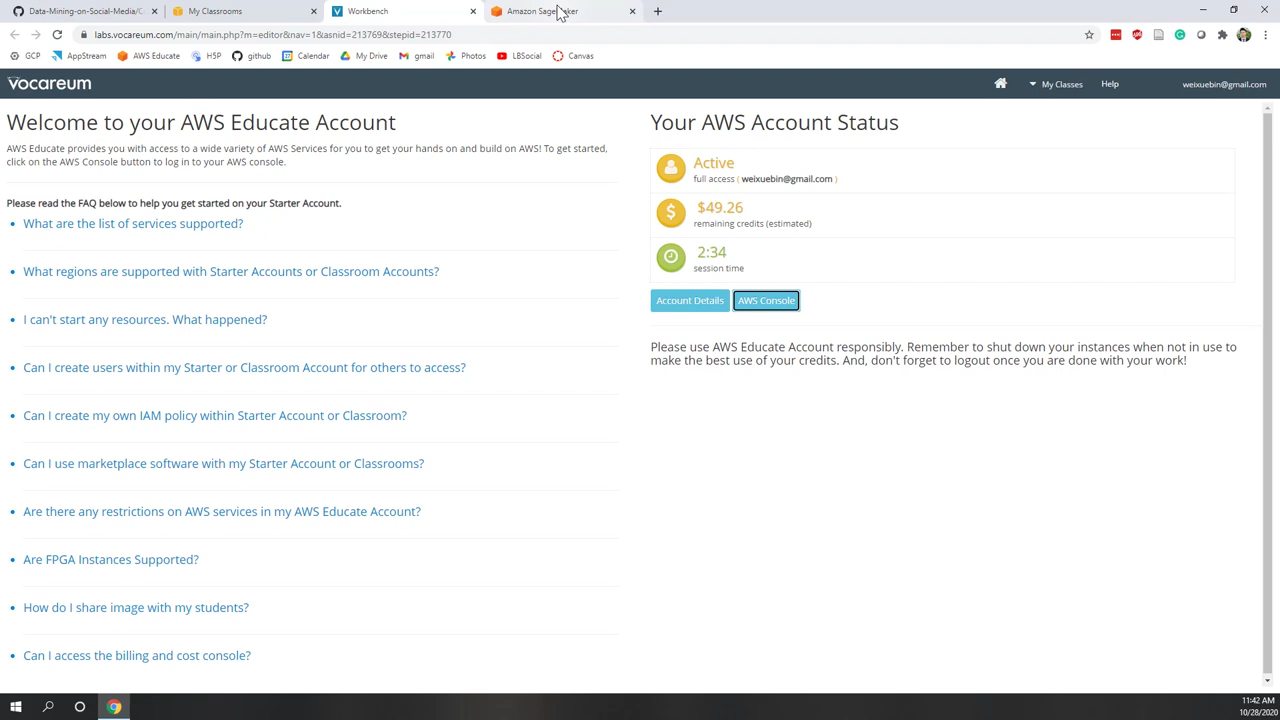 Data-Mining-on-Social-Media/C
My Classrooms
Workbench
labs.vocareum.com/main/main.php?m=editor&nav=1&asnid=213769&stepid=213770
GCP
AppStream
AWS Educate
H5P
github
Calendar
My Drive
gmail
Photos
LBSocial
Canvas
Vocareum
My Classes
Help
weixuebin@gmail.com
Welcome to your AWS Educate Account
AWS Educate provides you with access to a wide variety of AWS Services for you to get your hands on and build on AWS! To get started,
click on the AWS Console button to log in to your AWS console.
Please read the FAQ below to help you get started on your Starter Account.
• What are the list of services supported?
• What regions are supported with Starter Accounts or Classroom Accounts?
• I can't start any resources. What happened?
• Can I create users within my Starter or Classroom Account for others to access?
• Can I create my own IAM policy within Starter Account or Classroom?
• Can I use marketplace software with my Starter Account or Classrooms?
• Are there any restrictions on AWS services in my AWS Educate Account?
• Are FPGA Instances Supported?
• How do I share image with my students?
• Can I access the billing and cost console?
Your AWS Account Status
Active
full access ( weixuebin@gmail.com )
$49.26
remaining credits (estimated)
2:34
session time
Account Details
AWS Console
Please use AWS Educate Account responsibly. Remember to shut down your instances when not in use to
make the best use of your credits. And, don't forget to logout once you are done with your work!
11:42 AM
10/28/2020